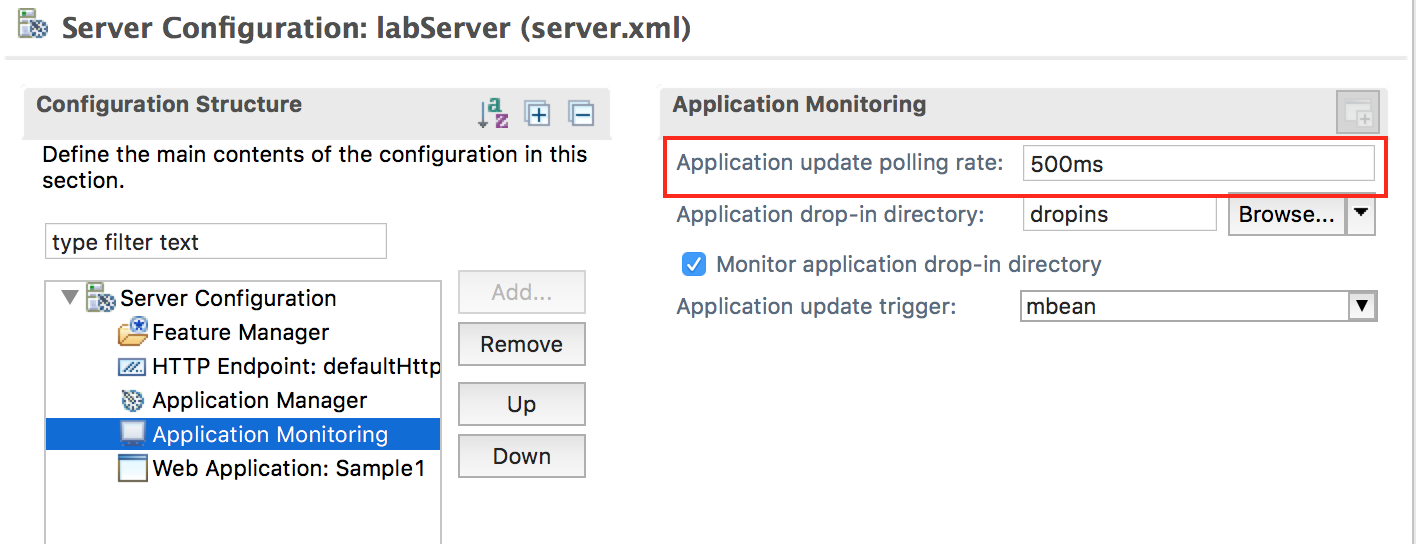 Server Configuration: labServer (server.xml)
Configuration Structure
Define the main contents of the configuration in this
section.
type filter text
Server Configuration
Feature Manager
HTTP Endpoint: defaultHttp
Application Manager
Application Monitoring
Web Application: Sample1
Add...
Remove
Up
Down
Application Monitoring
Application update polling rate: 500ms
Application drop-in directory: dropins Browse...
Monitor application drop-in directory
Application update trigger: mbean